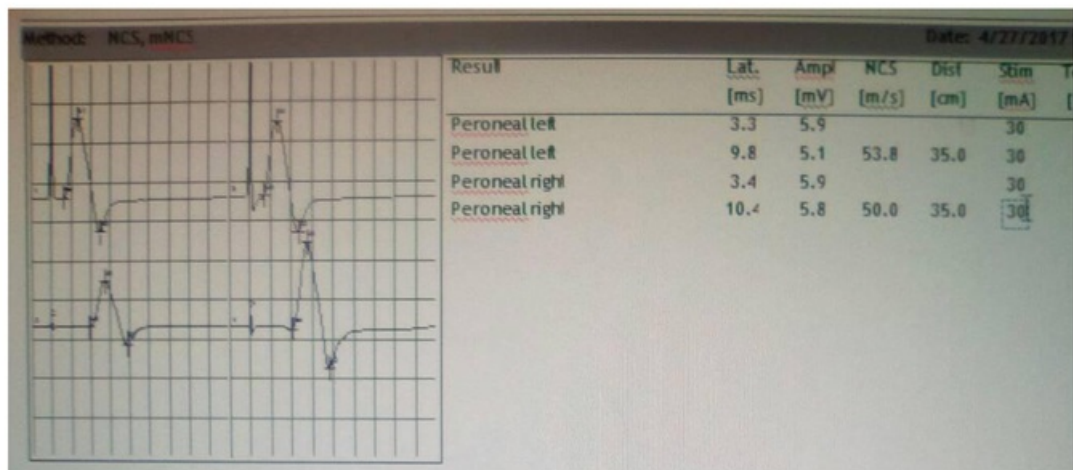 Method: NCS, mNCS Date: 4/27/2017
Result Lat. Ampl NCS Dist Stim
[ms] [mV] [m/s] [cm] [mA]
Peroneal left 3.3 5.9 30
Peroneal left 9.8 5.1 53.8 35.0 30
Peroneal right 3.4 5.9 30
Peroneal right 10.4 5.8 50.0 35.0 30